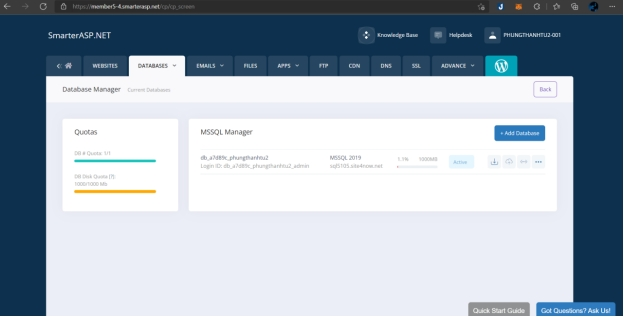 https://member5-4.smarterasp.net/cp/cp_screen
SmarterASP.NET
Knowledge Base
Helpdesk
PHUNGTHANHTU2-001
WEBSITES
DATABASES
EMAILS
FILES
APPS
FTP
CDN
DNS
SSL
ADVANCE
Database Manager
Current Databases
Back
Quotas
DB # Quota: 1/1
DB Disk Quota (?):
1000/1000 Mb
MSSQL Manager
+ Add Database
db_a7d89c_phungthanhtu2
Login ID: db_a7d89c_phungthanhtu2_admin
MSSQL 2019
sql5105.site4now.net
1.1%
1000MB
Active
Quick Start Guide
Got Questions? Ask Us!